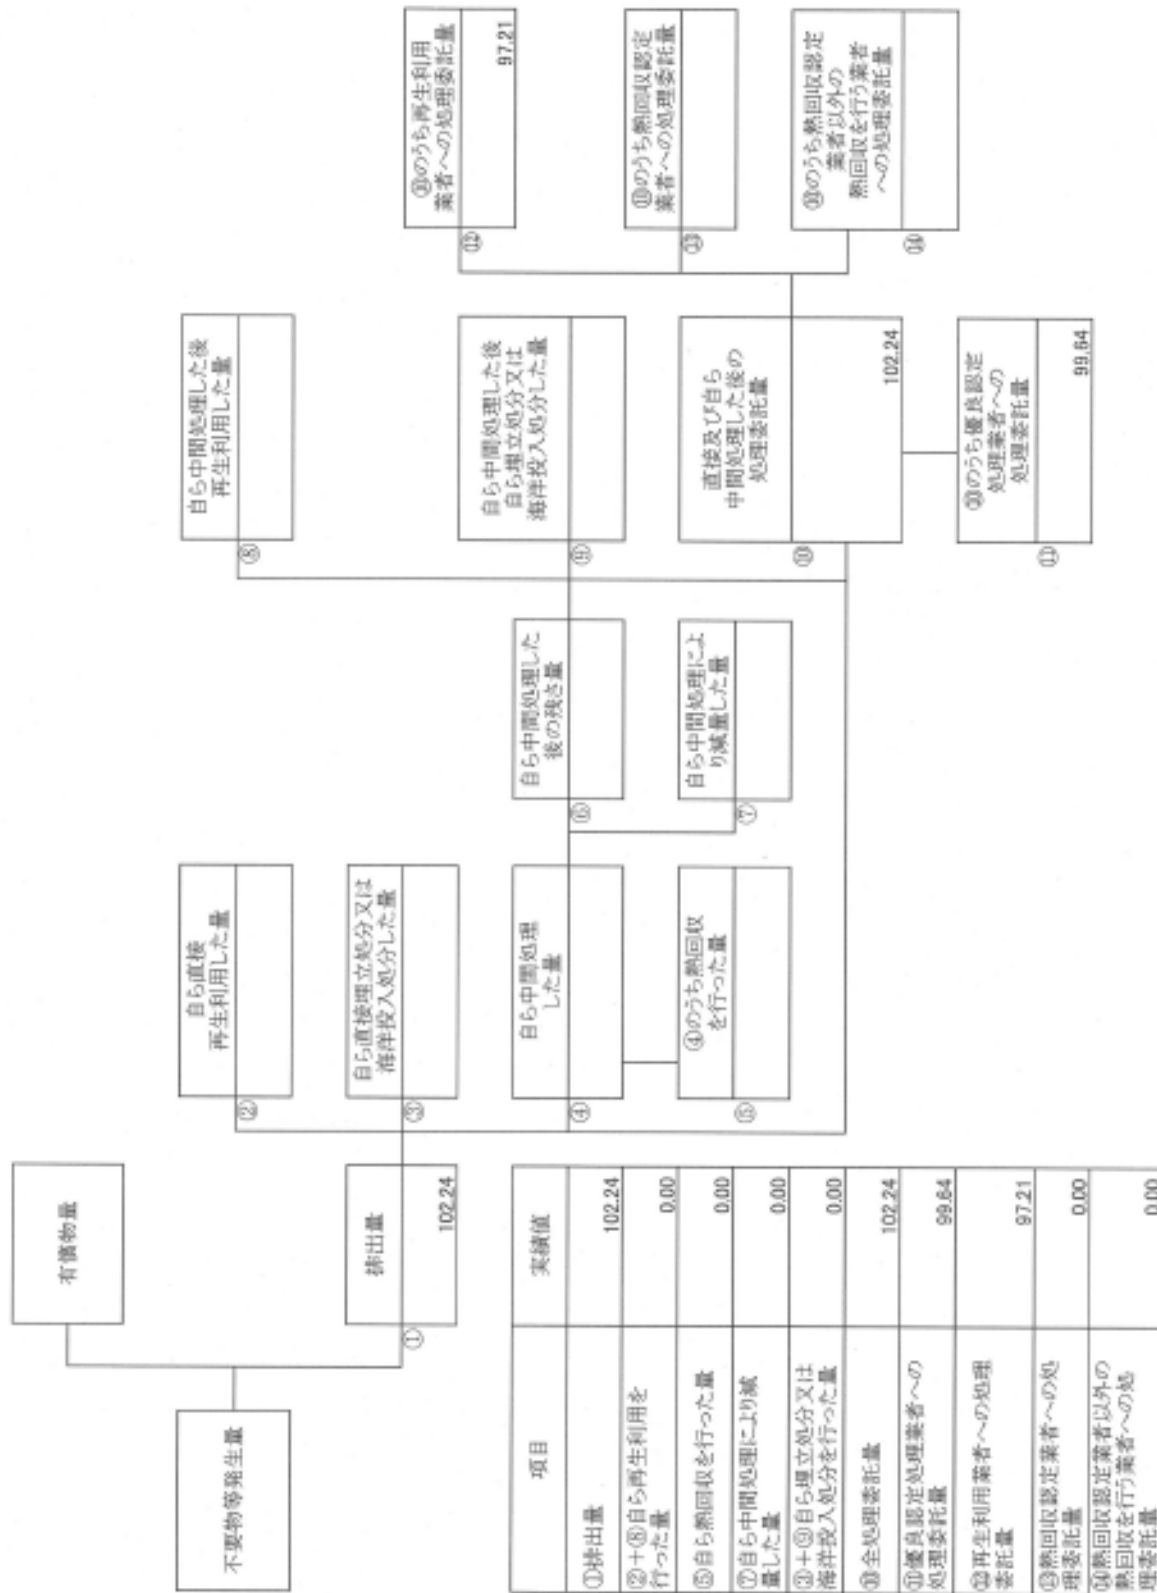 不要物等発生量
有償物量
排出量
①
102.24
②
自ら直接
再生利用した量
③
自ら直接埋立処分又は
海洋投入処分した量
④
自ら中間処理
した量
⑤
④のうち熱回収
を行った量
⑥
自ら中間処理した
後の残さ量
⑦
自ら中間処理によ
り減量した量
⑧
自ら中間処理した後
再生利用した量
⑨
自ら中間処理した後
自ら埋立処分又は
海洋投入処分した量
⑩
直接及び自ら
中間処理した後の
処理委託量
102.24
⑪
⑩のうち優良認定
処理業者への
処理委託量
99.64
⑫
⑩のうち再生利用
業者への処理委託量
97.21
⑬
⑩のうち熱回収認定
業者への処理委託量
⑭
⑩のうち熱回収認定
業者以外の
熱回収を行う業者
への処理委託量
項目
実績値
①排出量
102.24
②+⑧自ら再生利用を
行った量
0.00
⑤自ら熱回収を行った量
0.00
⑦自ら中間処理により減
量した量
0.00
③+⑨自ら埋立処分又は
海洋投入処分を行った量
0.00
⑩全処理委託量
102.24
⑪優良認定処理業者への
処理委託量
99.64
⑫再生利用業者への処理
委託量
97.21
⑬熱回収認定業者への処
理委託量
0.00
⑭熱回収認定業者以外の
熱回収を行う業者への処
理委託量
0.00